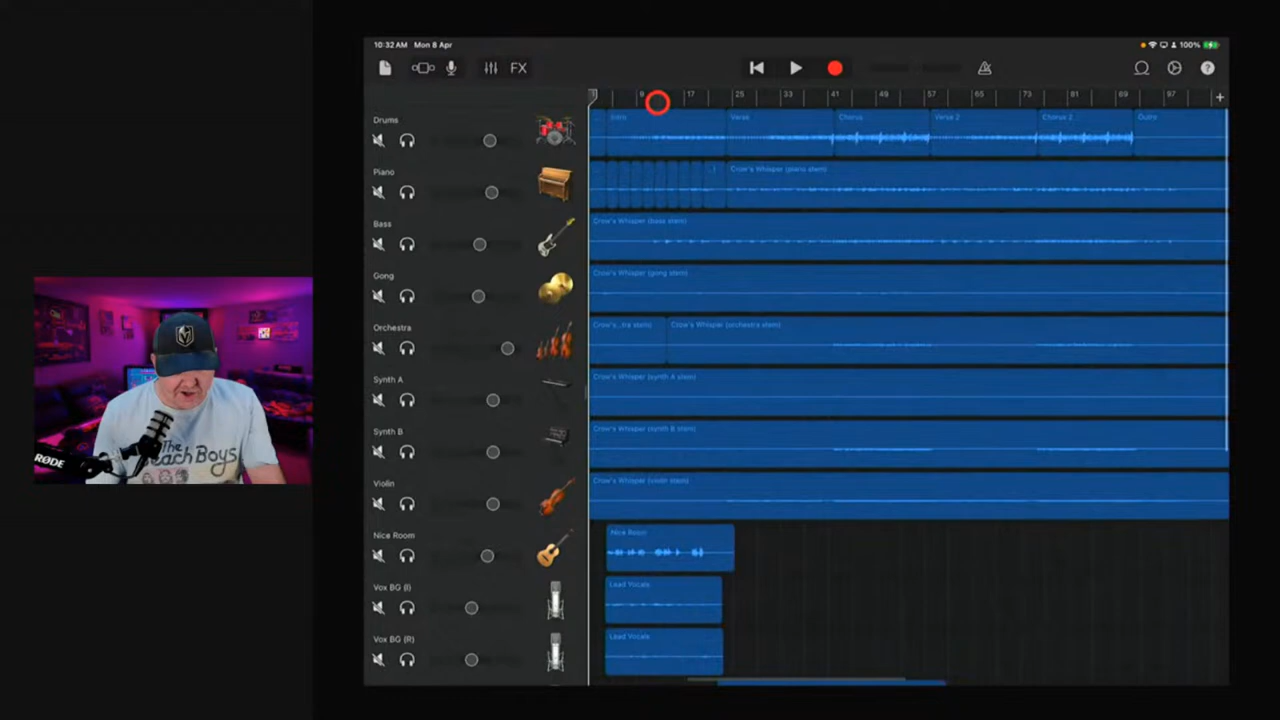 10:32 AM Mon 8 Apr
100%
FX
1 9 17 25 33 41 49 57 65 73 81 89 97
Drums
Intro Verse Chorus Verse 2 Chorus 2 Outro
Piano
Crow's Whisper (piano stem)
Bass
Crow's Whisper (bass stem)
Gong
Crow's Whisper (gong stem)
Orchestra
Crow's...tra stem) Crow's Whisper (orchestra stem)
Synth A
Crow's Whisper (synth A stem)
Synth B
Crow's Whisper (synth B stem)
Violin
Crow's Whisper (violin stem)
Nice Room
Nice Room
Vox BG (l)
Lead Vocals
Vox BG (R)
Lead Vocals
RØDE
The
Beach Boys